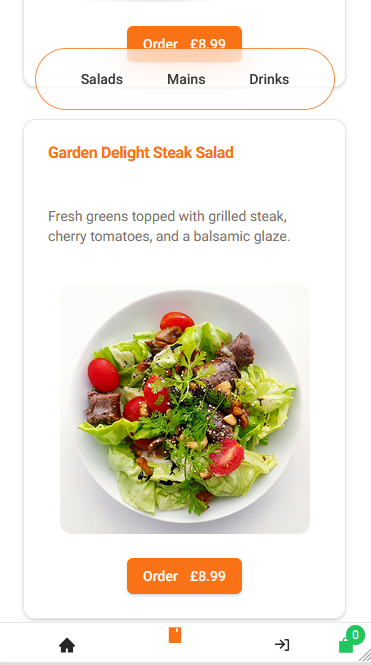 Order £8.99
Salads Mains Drinks
Garden Delight Steak Salad
Fresh greens topped with grilled steak,
cherry tomatoes, and a balsamic glaze.
Order £8.99
0